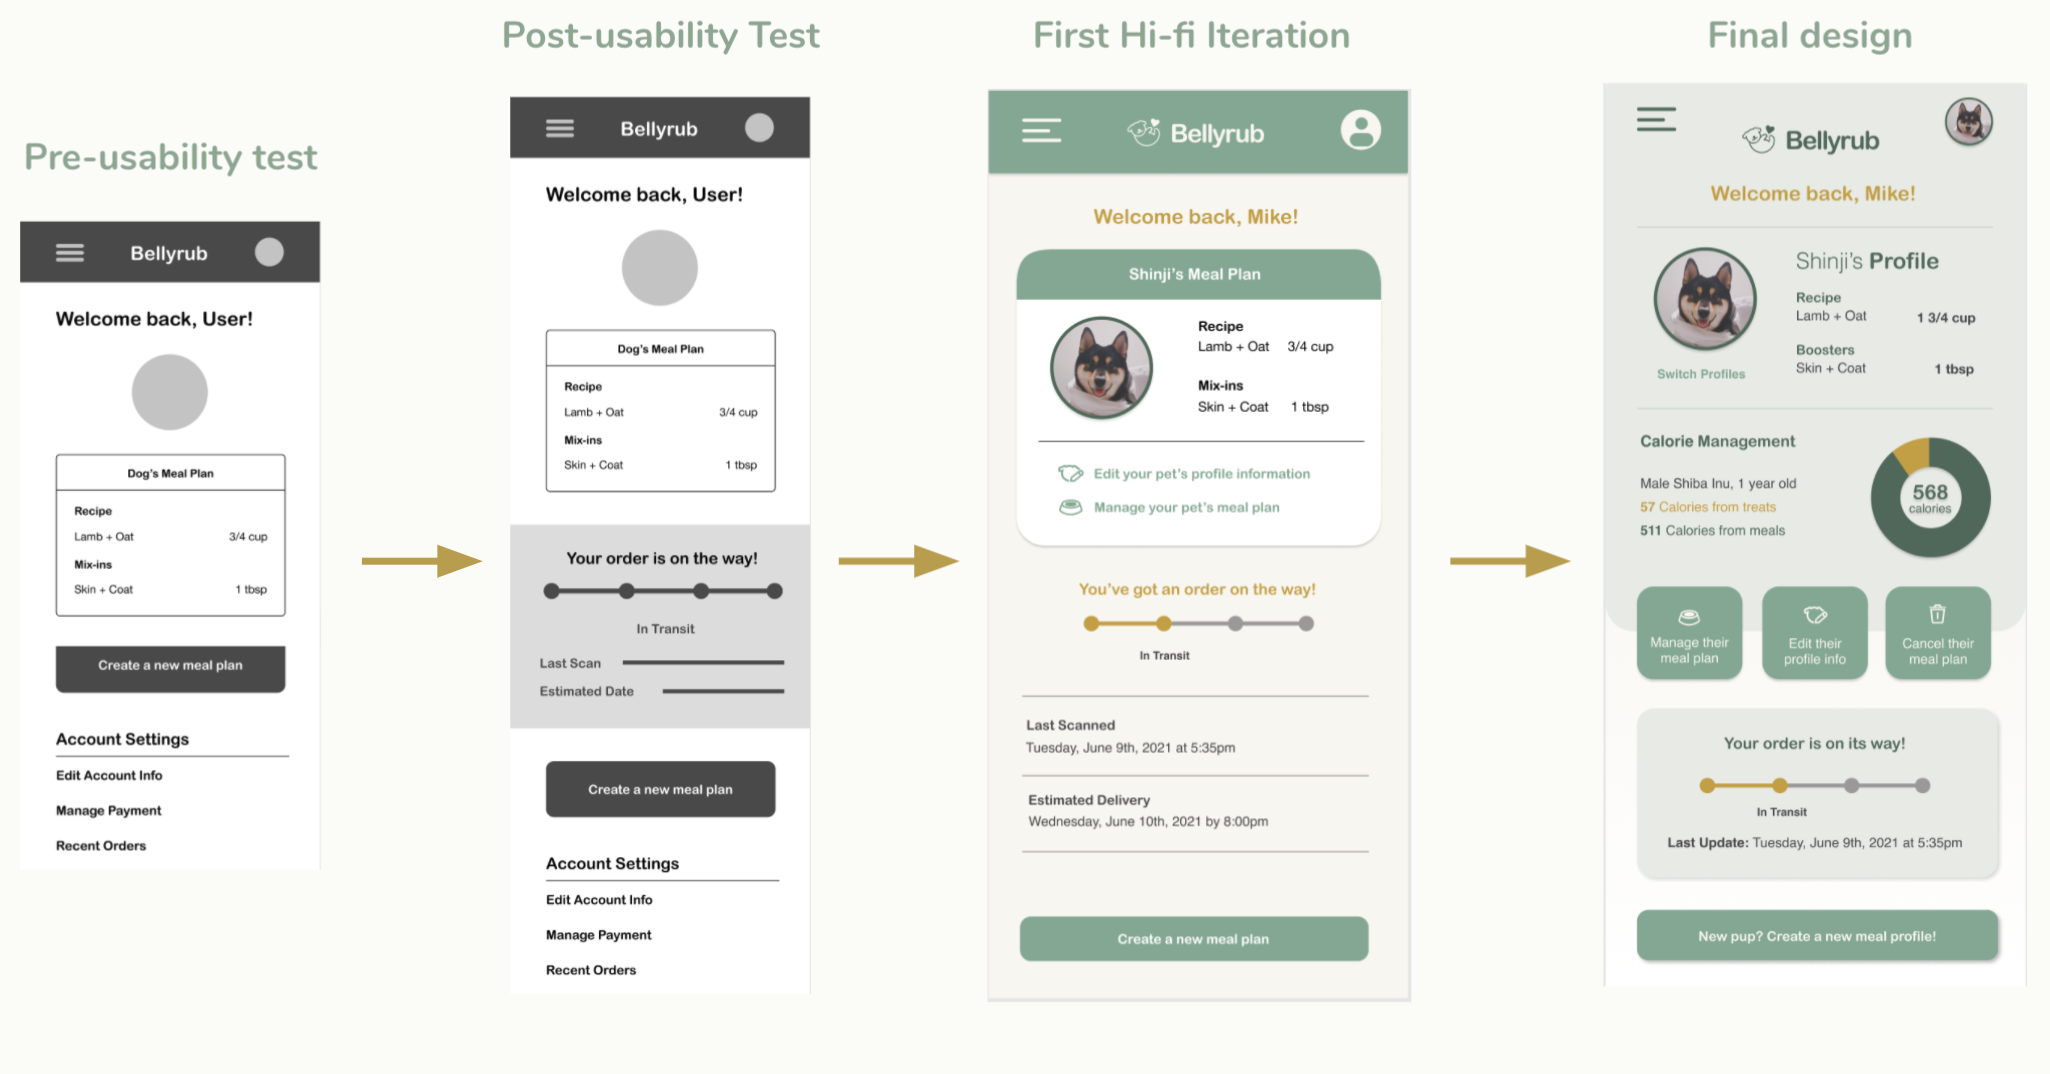 Pre-usability test
Bellyrub
Welcome back, User!
Dog's Meal Plan
Recipe
Lamb + Oat 3/4 cup
Mix-ins
Skin + Coat 1 tbsp
Create a new meal plan
Account Settings
Edit Account Info
Manage Payment
Recent Orders
Post-usability Test
Bellyrub
Welcome back, User!
Dog's Meal Plan
Recipe
Lamb + Oat 3/4 cup
Mix-ins
Skin + Coat 1 tbsp
Your order is on the way!
In Transit
Last Scan
Estimated Date
Create a new meal plan
Account Settings
Edit Account Info
Manage Payment
Recent Orders
First Hi-fi Iteration
Bellyrub
Welcome back, Mike!
Shinji's Meal Plan
Recipe
Lamb + Oat 3/4 cup
Mix-ins
Skin + Coat 1 tbsp
Edit your pet's profile information
Manage your pet's meal plan
You've got an order on the way!
In Transit
Last Scanned
Tuesday, June 9th, 2021 at 5:35pm
Estimated Delivery
Wednesday, June 10th, 2021 by 8:00pm
Create a new meal plan
Final design
Bellyrub
Welcome back, Mike!
Shinji's Profile
Recipe
Lamb + Oat 1 3/4 cup
Boosters
Skin + Coat 1 tbsp
Switch Profiles
Calorie Management
Male Shiba Inu, 1 year old
57 Calories from treats
511 Calories from meals
568
calories
Manage their
meal plan
Edit their
profile info
Cancel their
meal plan
Your order is on its way!
In Transit
Last Update: Tuesday, June 9th, 2021 at 5:35pm
New pup? Create a new meal profile!